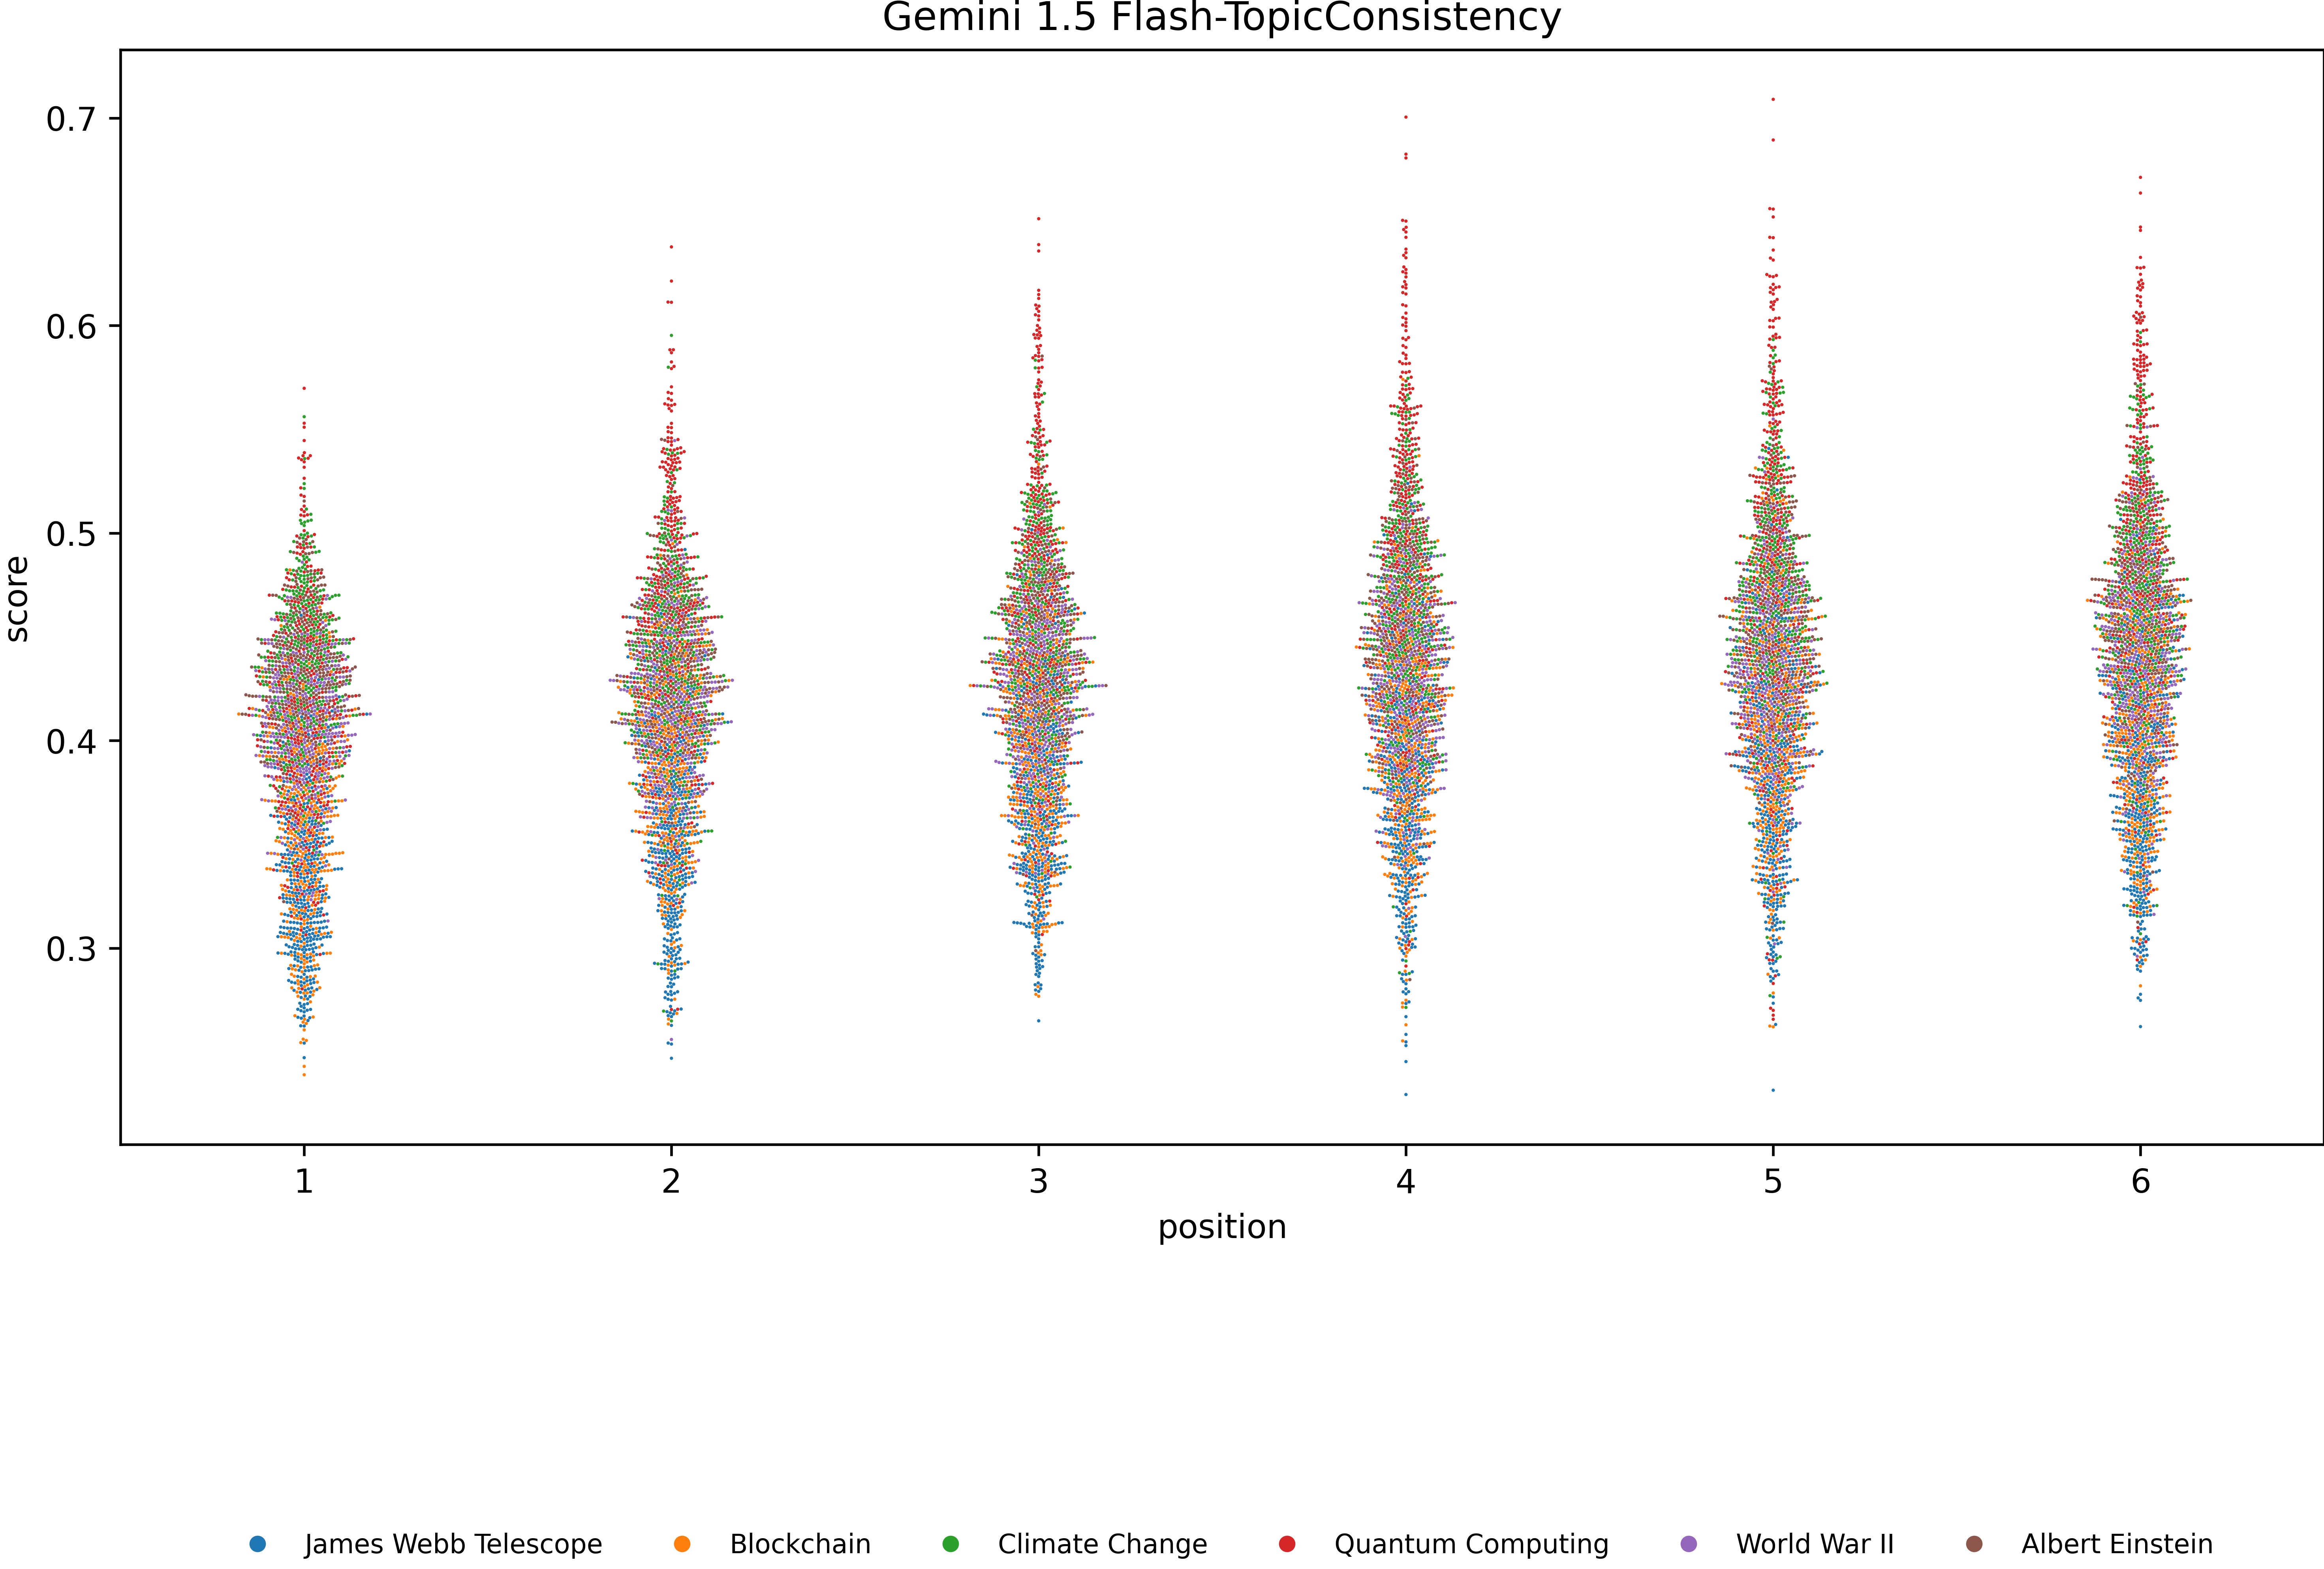 Gemini 1.5 Flash-TopicConsistency
0.7
0.6
0.5
0.4
0.3
score
1 2 3 4 5 6
position
James Webb Telescope Blockchain Climate Change Quantum Computing World War II Albert Einstein